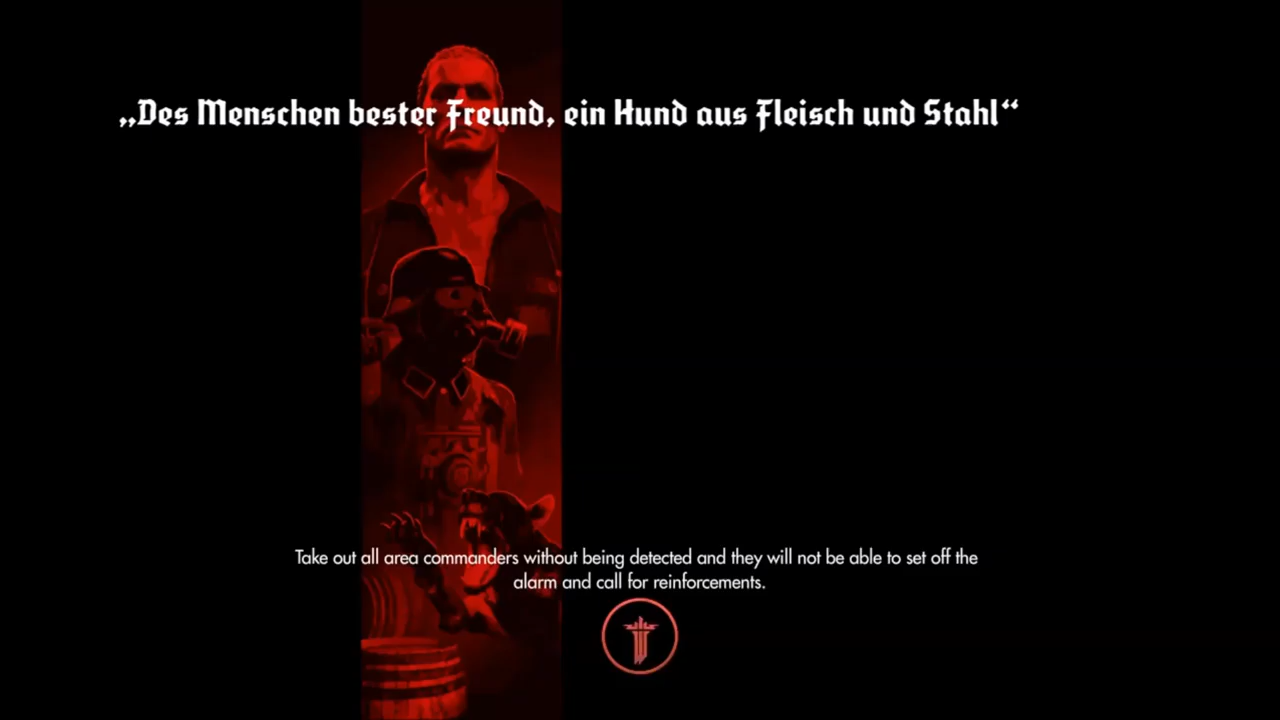 „Des Menschen bester Freund, ein Hund aus Fleisch und Stahl“
Take out all area commanders without being detected and they will not be able to set off the
alarm and call for reinforcements.